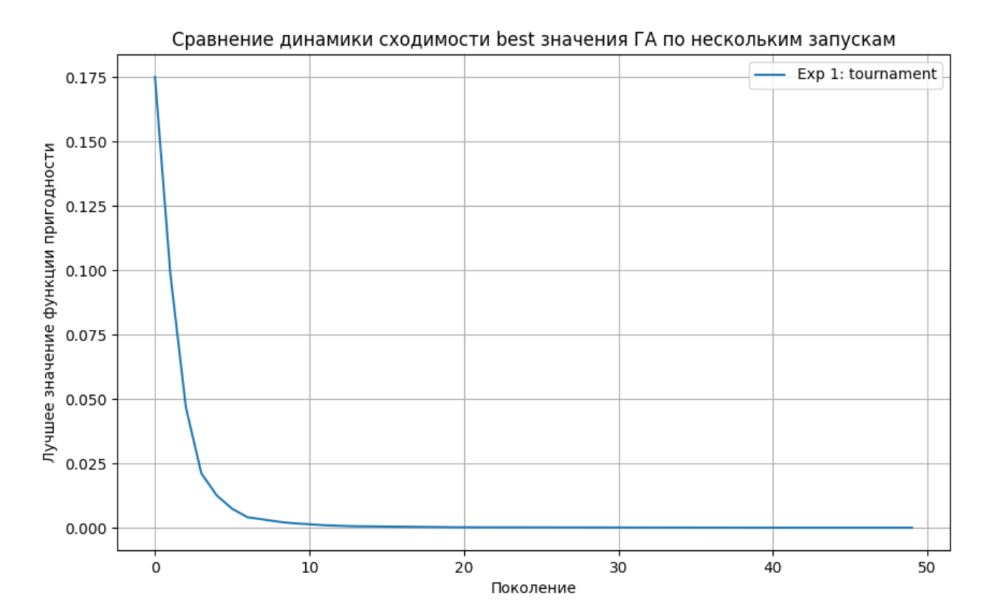 Сравнение динамики сходимости best значения ГА по нескольким запускам
Exp 1: tournament
Лучшее значение функции пригодности
0.175
0.150
0.125
0.100
0.075
0.050
0.025
0.000
0 10 20 30 40 50
Поколение